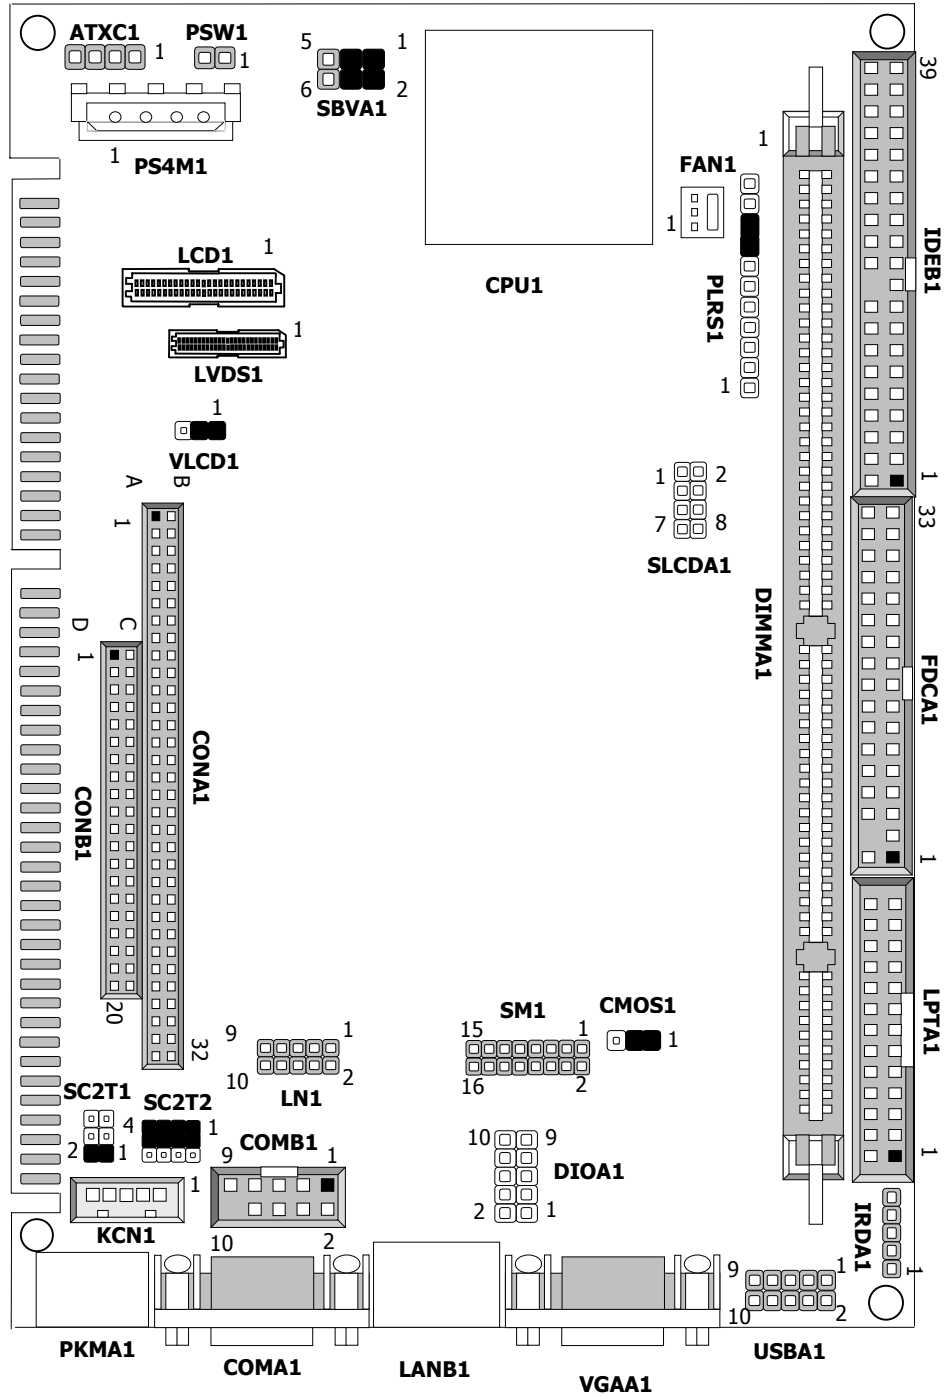 ATXC1
1
PSW1
1
5
1
6
2
SBVA1
39
1
PS4M1
1
FAN1
1
IDEB1
LCD1
1
CPU1
PLRS1
1
LVDS1
1
1
VLCD1
A
B
1
1
2
7
8
SLCDA1
1
33
DIMMA1
D
C
1
FDCA1
CONA1
CONB1
1
20
32
LPTA1
9
1
10
2
LN1
SM1
15
1
16
2
CMOS1
1
SC2T1
4
2
1
SC2T2
1
COMB1
9
1
10
2
10
9
DIOA1
2
1
1
KCN1
1
IRDA1
1
9
1
10
2
USBA1
PKMA1
COMA1
LANB1
VGAA1